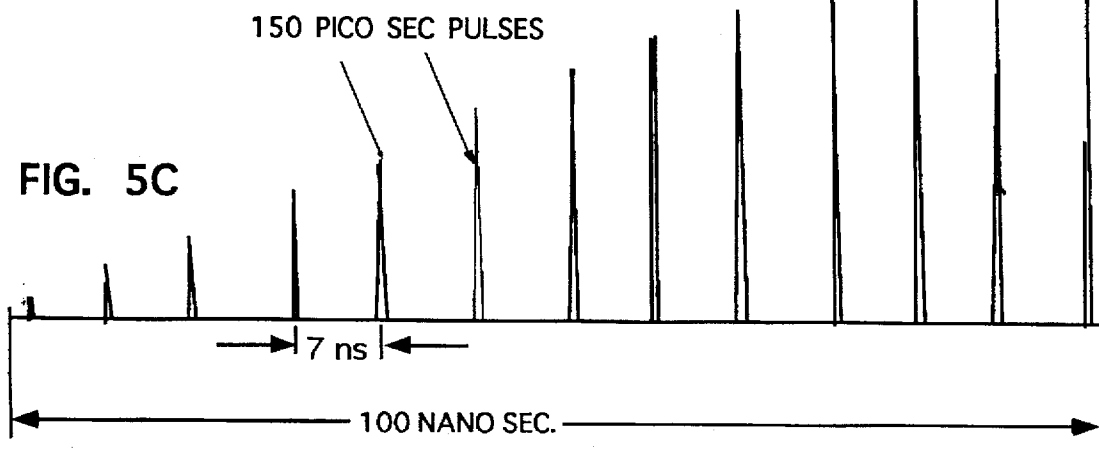 150 PICO SEC PULSES
FIG. 5C
7 ns
100 NANO SEC.